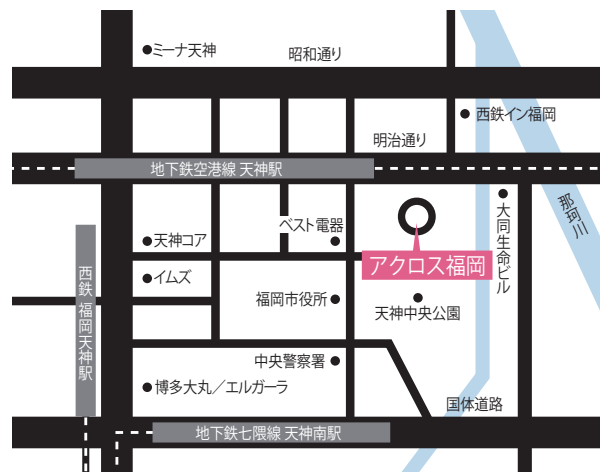 ミーナ天神
昭和通り
西鉄イン福岡
明治通り
地下鉄空港線 天神駅
那珂川
大同生命ビル
ベスト電器
天神コア
アクロス福岡
イムズ
西鉄 福岡天神駅
福岡市役所
天神中央公園
中央警察署
博多大丸／エルガーラ
国体道路
地下鉄七隈線 天神南駅